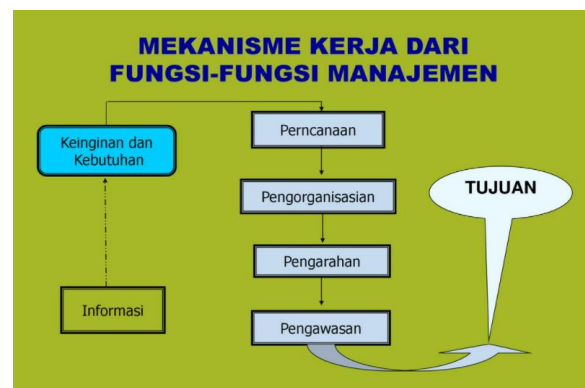 MEKANISME KERJA DARI
FUNGSI-FUNGSI MANAJEMEN
Keinginan dan
Kebutuhan
Informasi
Perncanaan
Pengorganisasian
Pengarahan
Pengawasan
TUJUAN